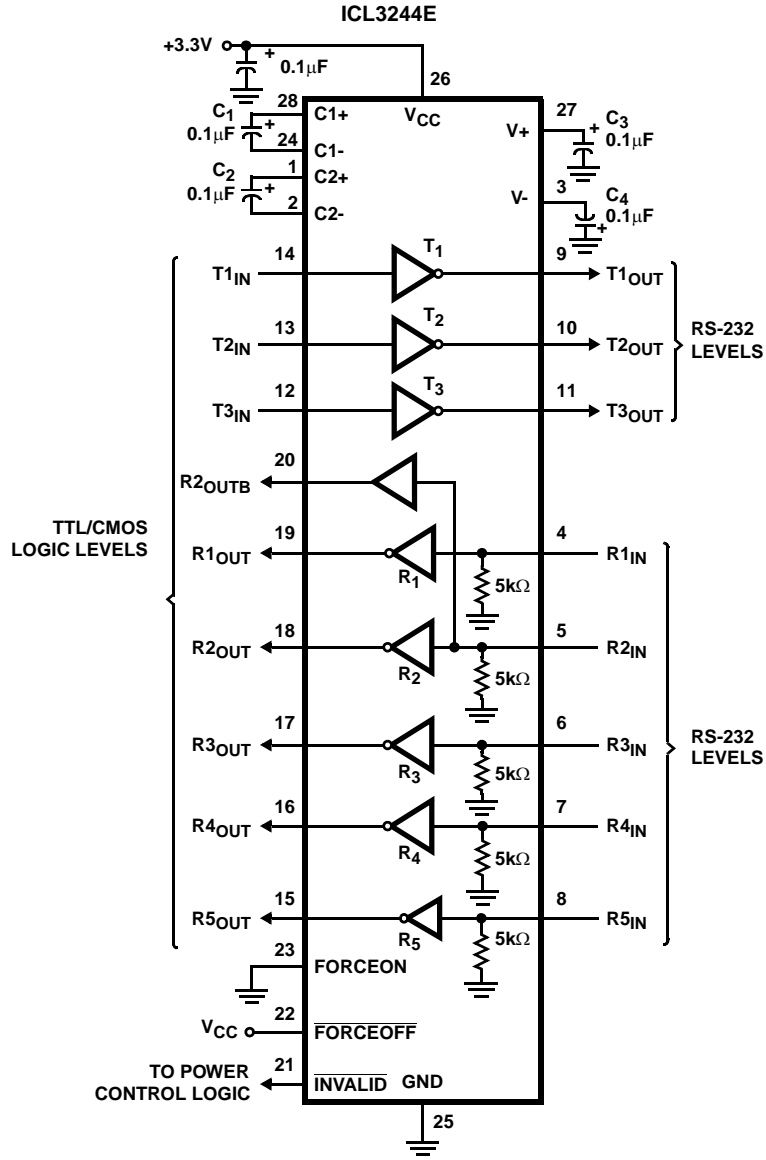 ICL3244E
+3.3V
+
0.1µF
26
C1
0.1µF
+
28
C1+
VCC
27
V+
+
C3
0.1µF
24
C1-
C2
0.1µF
+
1
C2+
3
V-
C4
0.1µF
+
2
C2-
T1IN
14
T1
9
T1OUT
T2IN
13
T2
10
T2OUT
RS-232
LEVELS
T3IN
12
T3
11
T3OUT
R2OUTB
20
TTL/CMOS
LOGIC LEVELS
R1OUT
19
R1
5kΩ
4
R1IN
R2OUT
18
R2
5kΩ
5
R2IN
R3OUT
17
R3
5kΩ
6
R3IN
RS-232
LEVELS
R4OUT
16
R4
5kΩ
7
R4IN
R5OUT
15
R5
5kΩ
8
R5IN
23
FORCEON
VCC
22
FORCEOFF
TO POWER
CONTROL LOGIC
21
INVALID
GND
25